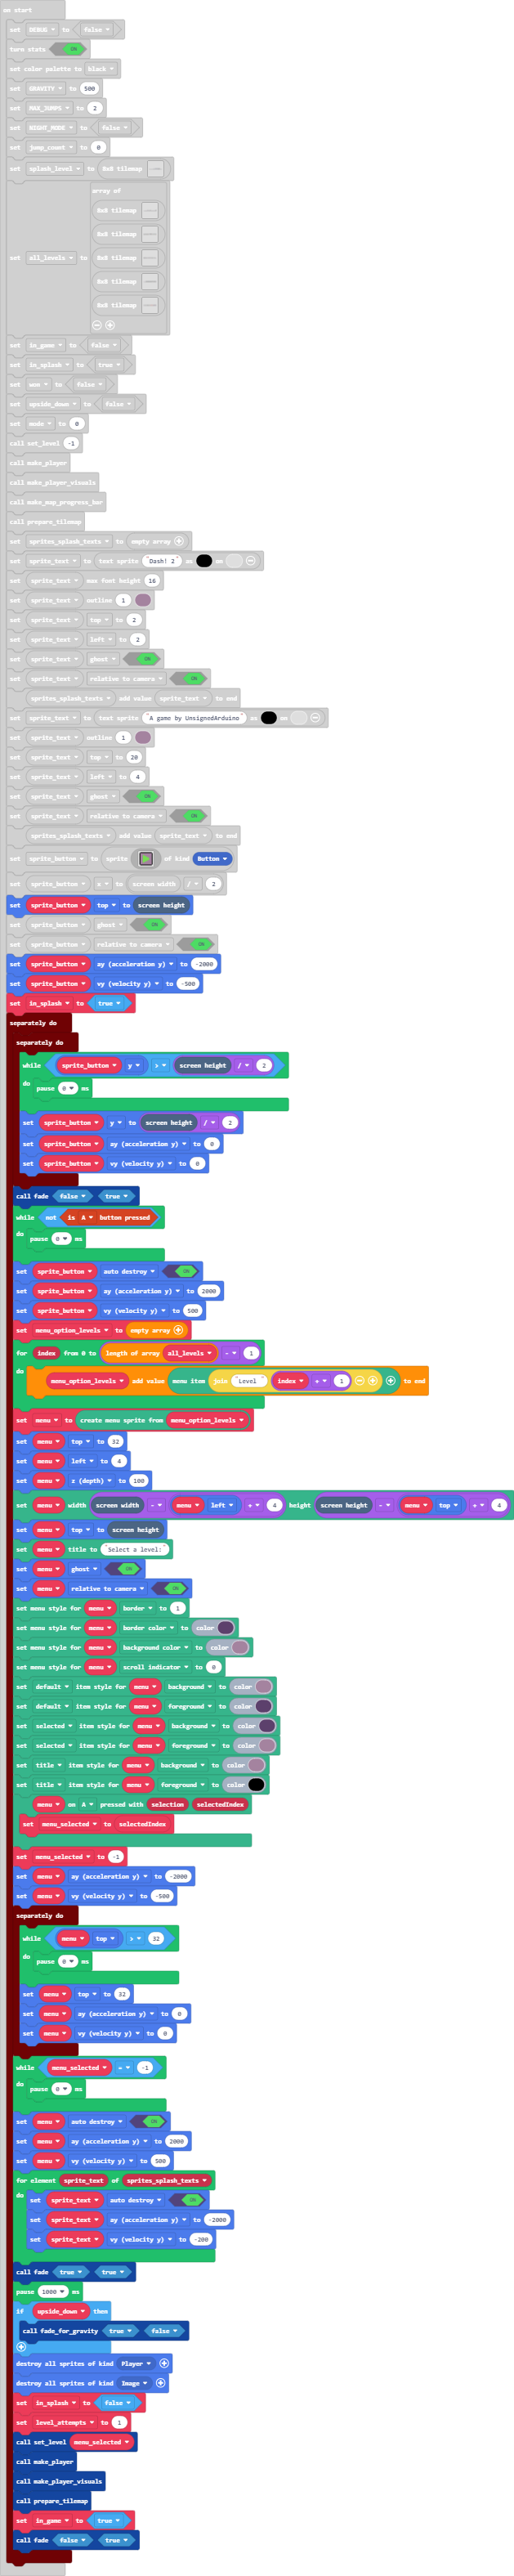 on start
set DEBUG to false
turn stats ON
set color palette to black
set GRAVITY to 500
set MAX_JUMPS to 2
set NIGHT_MODE to false
set jump_count to 0
set splash_level to 8x8 tilemap
array of
8x8 tilemap
8x8 tilemap
set all_levels to 8x8 tilemap
8x8 tilemap
8x8 tilemap
set in_game to false
set in_splash to true
set won to false
set upside_down to false
set mode to 0
call set_level -1
call make_player
call make_player_visuals
call make_map_progress_bar
call prepare_tilemap
set sprites_splash_texts to empty array
set sprite_text to text sprite "Dash! 2" as on
set sprite_text max font height 16
set sprite_text outline 1
set sprite_text top to 2
set sprite_text left to 2
set sprite_text ghost ON
set sprite_text relative to camera ON
sprites_splash_texts add value sprite_text to end
set sprite_text to text sprite "A game by UnsignedArduino" as on
set sprite_text outline 1
set sprite_text top to 20
set sprite_text left to 4
set sprite_text ghost ON
set sprite_text relative to camera ON
sprites_splash_texts add value sprite_text to end
set sprite_button to sprite of kind Button
set sprite_button x to screen width / 2
set sprite_button top to screen height
set sprite_button ghost ON
set sprite_button relative to camera ON
set sprite_button ay (acceleration y) to -2000
set sprite_button vy (velocity y) to -500
set in_splash to true
separately do
separately do
while sprite_button y > screen height / 2
do pause 0 ms
set sprite_button y to screen height / 2
set sprite_button ay (acceleration y) to 0
set sprite_button vy (velocity y) to 0
call fade false true
while not is A button pressed
do pause 0 ms
set sprite_button auto destroy ON
set sprite_button ay (acceleration y) to 2000
set sprite_button vy (velocity y) to 500
set menu_option_levels to empty array
for index from 0 to length of array all_levels - 1
do menu_option_levels add value menu item join "Level " index + 1 to end
set menu to create menu sprite from menu_option_levels
set menu top to 32
set menu left to 4
set menu z (depth) to 100
set menu width screen width - menu left + 4 height screen height - menu top + 4
set menu top to screen height
set menu title to "Select a level:"
set menu ghost ON
set menu relative to camera ON
set menu style for menu border to 1
set menu style for menu border color to color
set menu style for menu background color to color
set menu style for menu scroll indicator to 0
set default item style for menu background to color
set default item style for menu foreground to color
set selected item style for menu background to color
set selected item style for menu foreground to color
set title item style for menu background to color
set title item style for menu foreground to color
menu on A pressed with selection selectedIndex
set menu_selected to selectedIndex
set menu_selected to -1
set menu ay (acceleration y) to -2000
set menu vy (velocity y) to -500
separately do
while menu top > 32
do pause 0 ms
set menu top to 32
set menu ay (acceleration y) to 0
set menu vy (velocity y) to 0
while menu_selected = -1
do pause 0 ms
set menu auto destroy ON
set menu ay (acceleration y) to 2000
set menu vy (velocity y) to 500
for element sprite_text of sprites_splash_texts
do set sprite_text auto destroy ON
set sprite_text ay (acceleration y) to -2000
set sprite_text vy (velocity y) to -200
call fade true true
pause 1000 ms
if upside_down then
call fade_for_gravity true false
destroy all sprites of kind Player
destroy all sprites of kind Image
set in_splash to false
set level_attempts to 1
call set_level menu_selected
call make_player
call make_player_visuals
call prepare_tilemap
set in_game to true
call fade false true